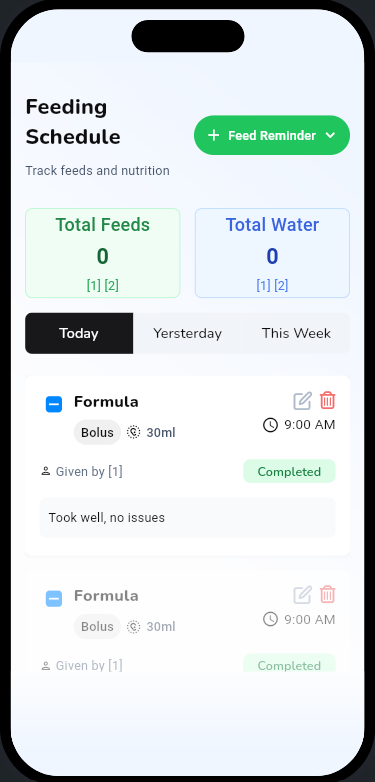 Feeding
Schedule
Feed Reminder
Track feeds and nutrition
Total Feeds
0
[1] [2]
Total Water
0
[1] [2]
Today
Yersterday
This Week
Formula
Bolus
30ml
9:00 AM
Given by [1]
Completed
Took well, no issues
Formula
Bolus
30ml
9:00 AM
Given by [1]
Completed